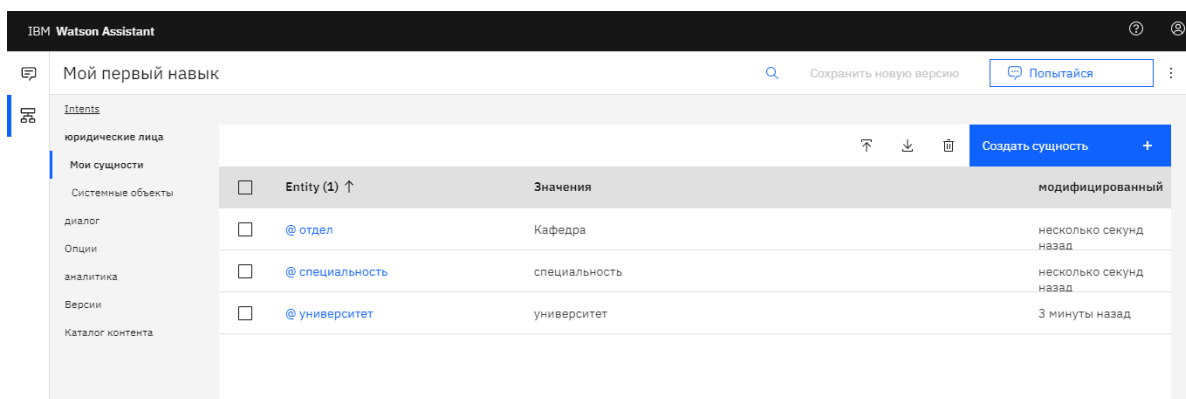 IBM Watson Assistant
Мой первый навык
Сохранить новую версию
Попытайся
Intents
юридические лица
Мои сущности
Системные объекты
диалог
Опции
аналитика
Версии
Каталог контента
Создать сущность +
Entity (1) ↑ Значения модифицированный
@ отдел Кафедра несколько секунд
назад
@ специальность специальность несколько секунд
назад
@ университет университет 3 минуты назад